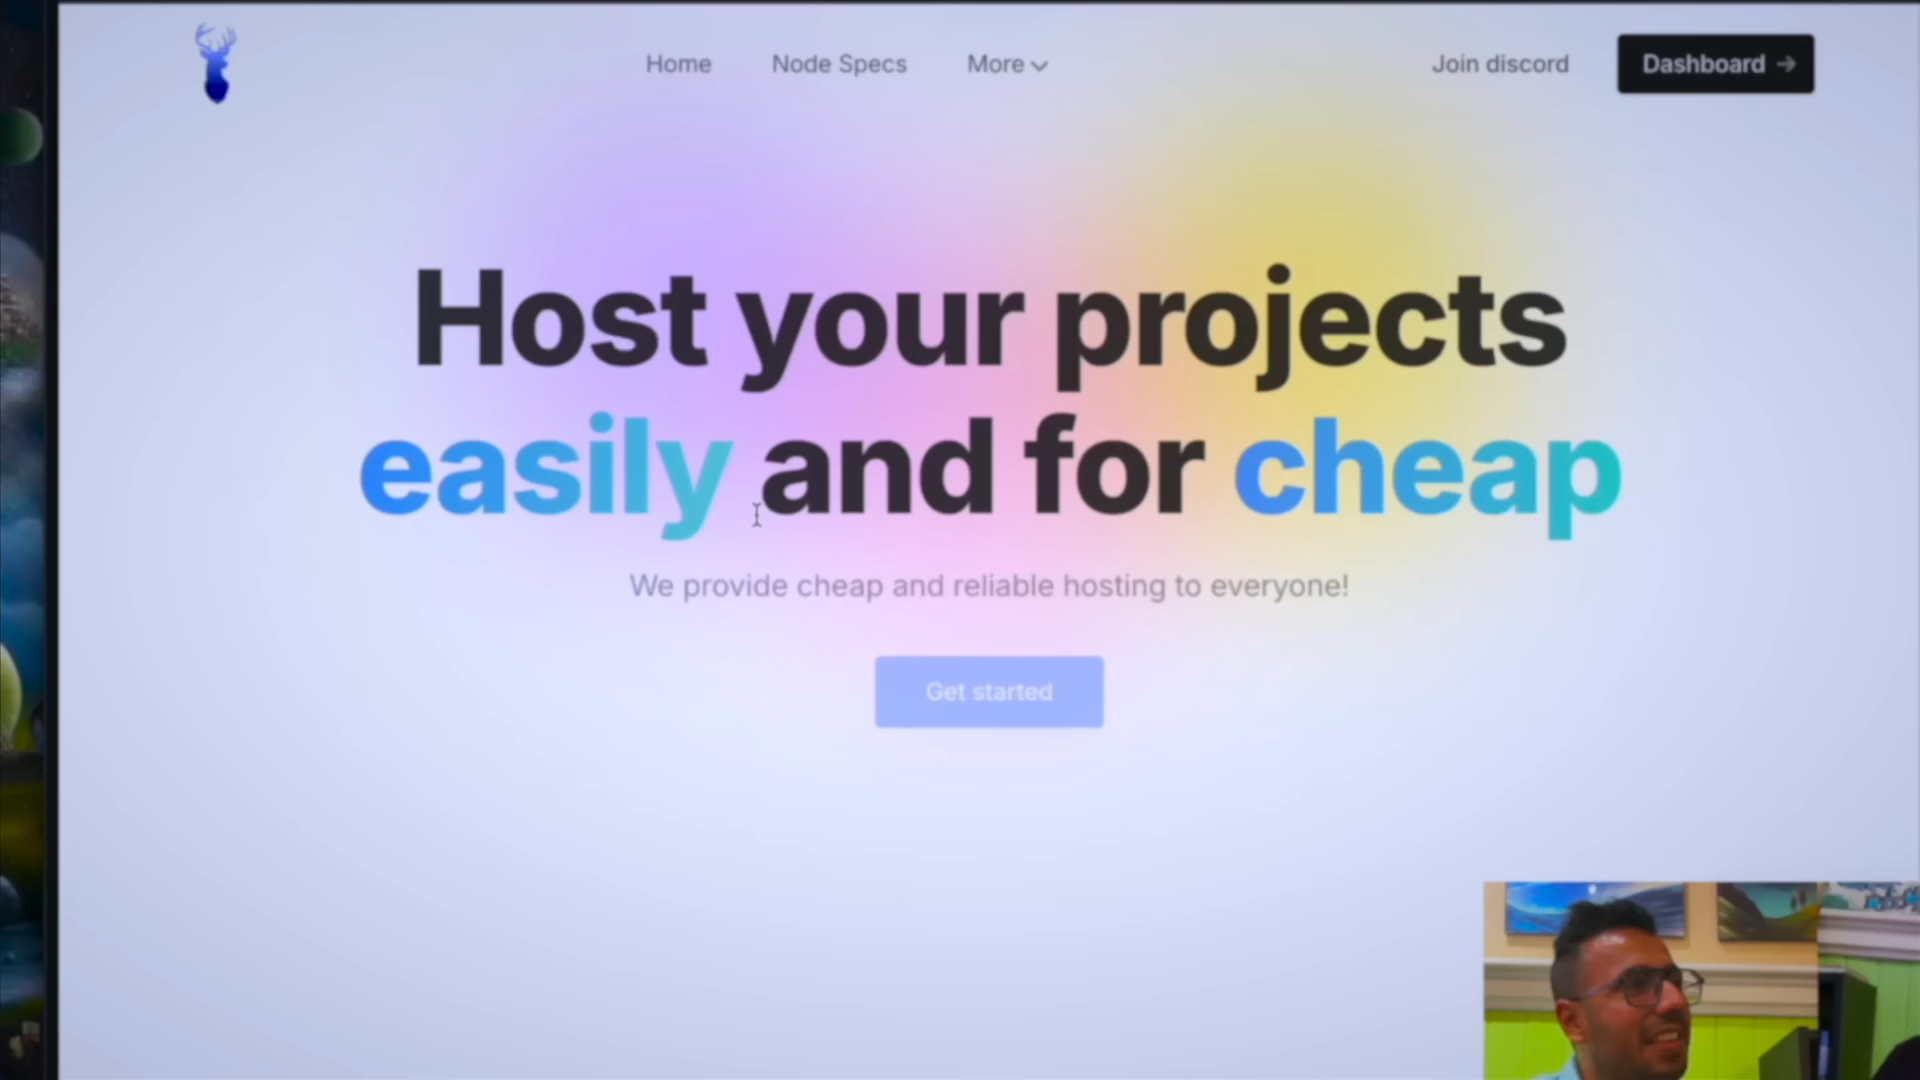 Home
Node Specs
More
Join discord
Dashboard →
Host your projects
easily and for cheap
We provide cheap and reliable hosting to everyone!
Get started